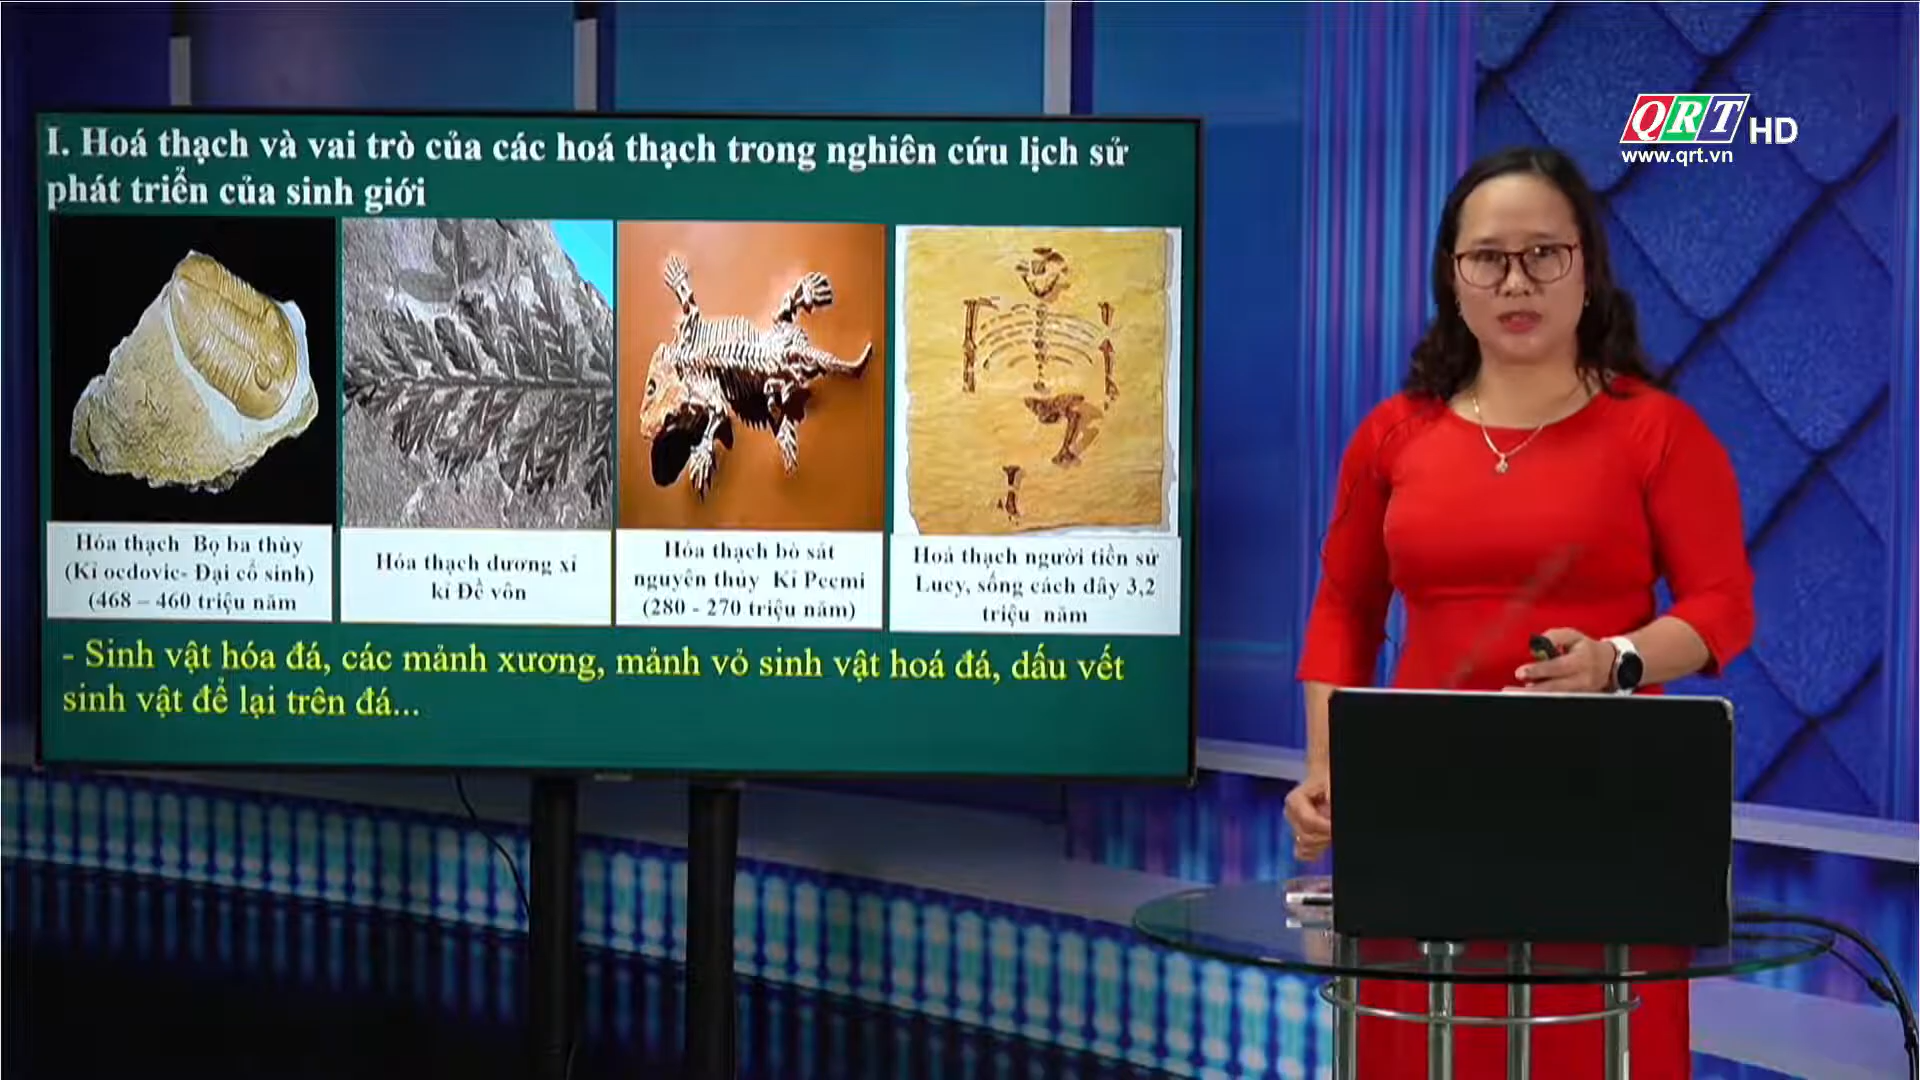 QRT HD
www.qrt.vn
I. Hoá thạch và vai trò của các hoá thạch trong nghiên cứu lịch sử
phát triển của sinh giới
Hóa thạch Bọ ba thùy
(Kỉ ocdovic- Đại cổ sinh)
(468 – 460 triệu năm
Hóa thạch dương xỉ
kỉ Đề vôn
Hóa thạch bò sát
nguyên thủy Kỉ Pecmi
(280 - 270 triệu năm)
Hoá thạch người tiền sử
Lucy, sống cách đây 3,2
triệu năm
- Sinh vật hóa đá, các mảnh xương, mảnh vỏ sinh vật hoá đá, dấu vết
sinh vật để lại trên đá...